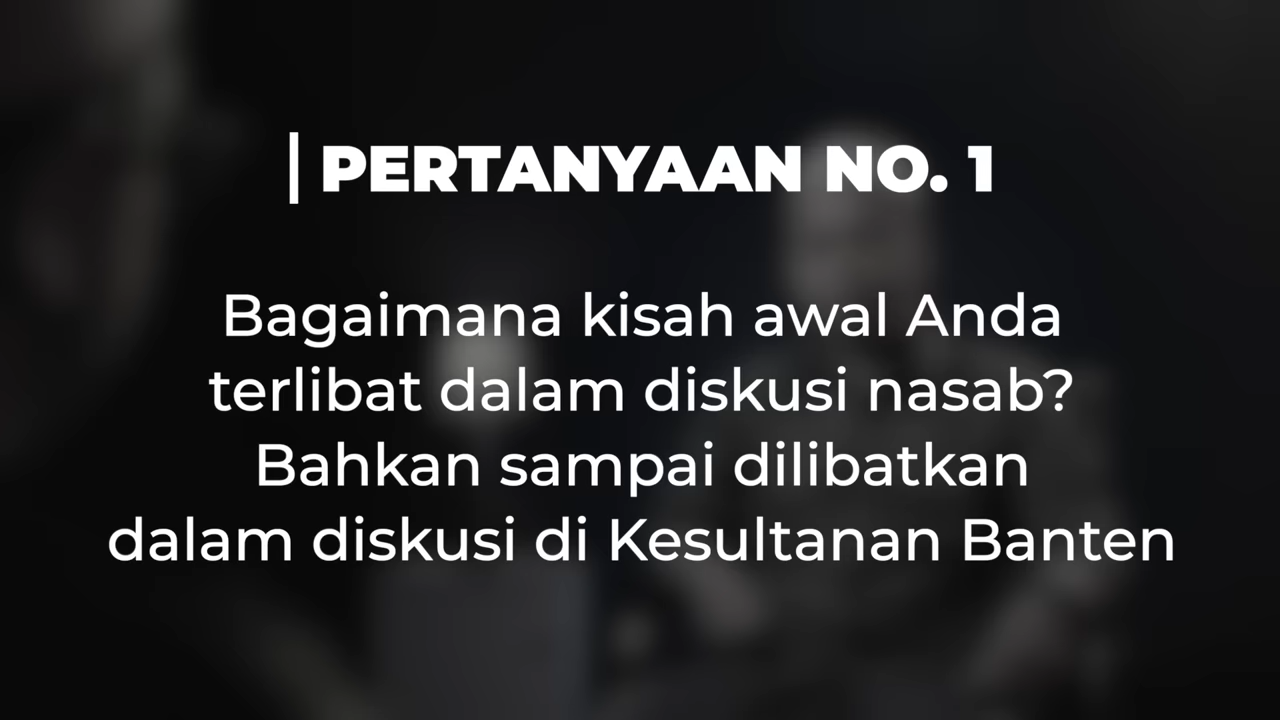 | PERTANYAAN NO. 1
Bagaimana kisah awal Anda
terlibat dalam diskusi nasab?
Bahkan sampai dilibatkan
dalam diskusi di Kesultanan Banten